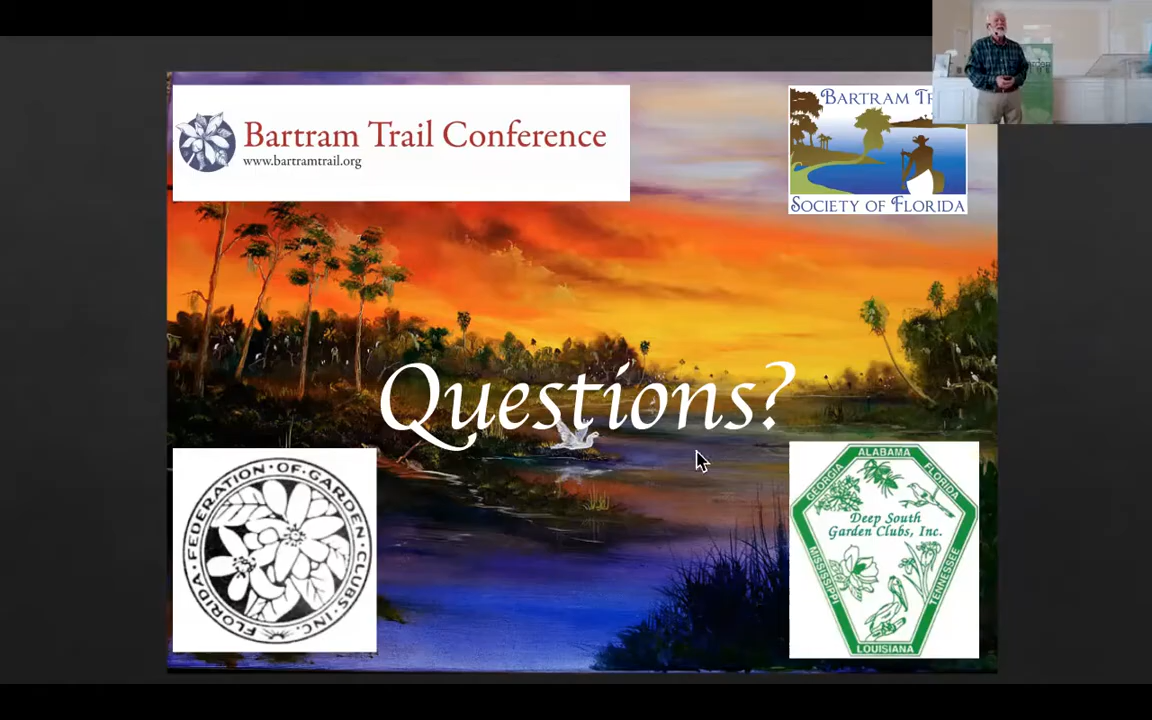 Bartram Trail Conference
www.bartramtrail.org
BARTRAM
SOCIETY OF FLORIDA
Questions?
FLORIDA FEDERATION OF GARDEN CLUBS INC.
ALABAMA
GEORGIA
FLORIDA
Deep South
Garden Clubs, Inc.
MISSISSIPPI
TENNESSEE
LOUISIANA